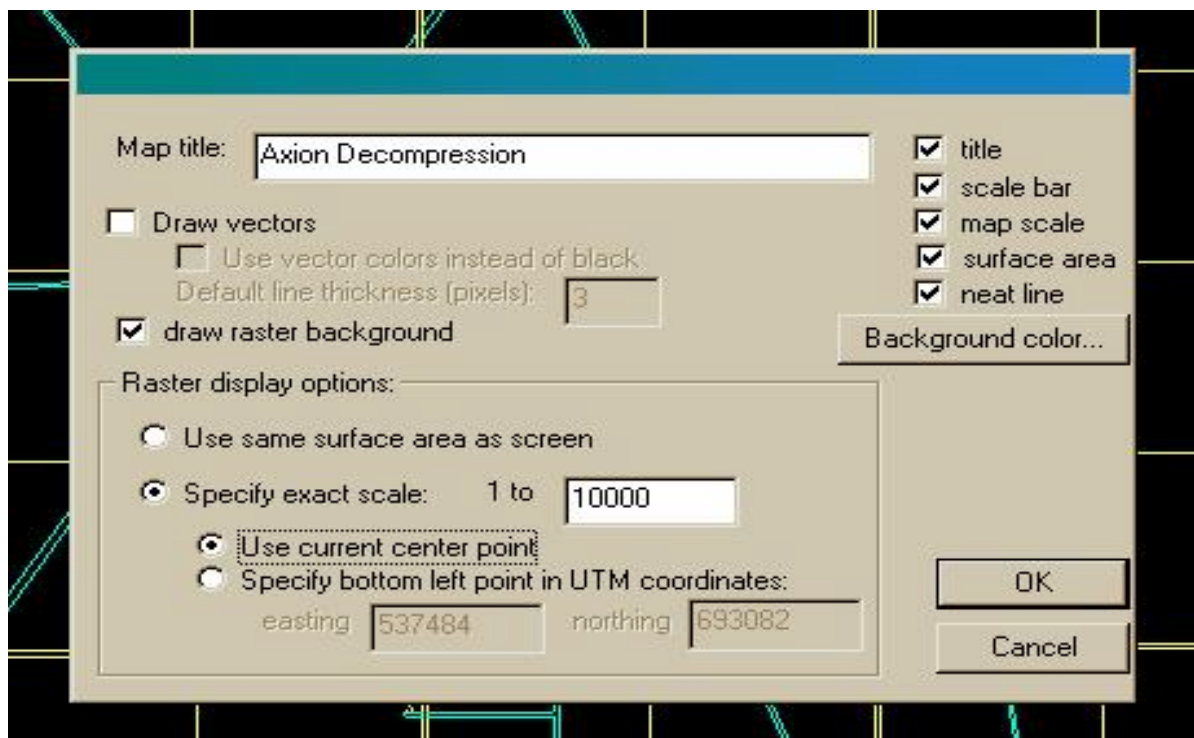 Map title: Axion Decompression
title
scale bar
Draw vectors
map scale
Use vector colors instead of black
surface area
Default line thickness (pixels): 3
neat line
draw raster background
Background color...
Raster display options:
Use same surface area as screen
Specify exact scale: 1 to 10000
Use current center point
Specify bottom left point in UTM coordinates:
OK
easting 537484 northing 693082
Cancel